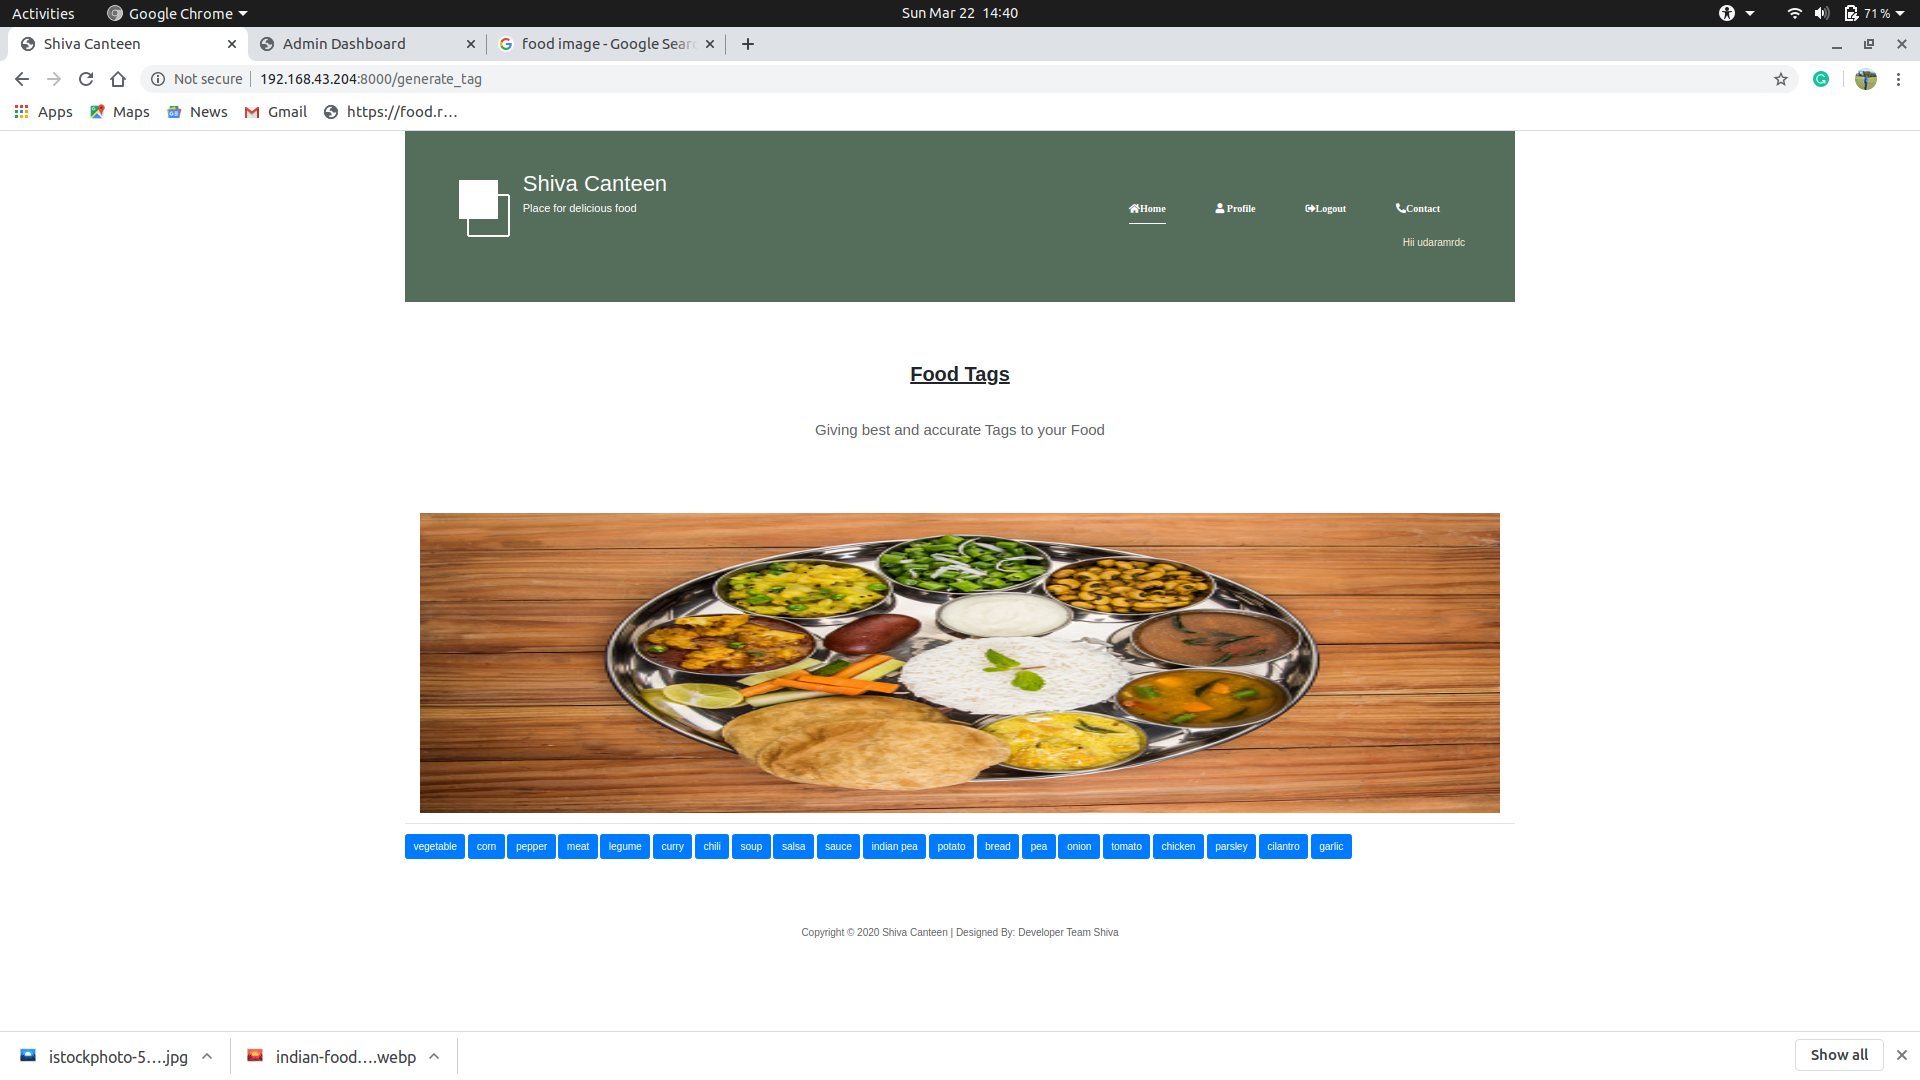 Activities Google Chrome Sun Mar 22 14:40 71 %
Shiva Canteen Admin Dashboard food image - Google Sear
Not secure 192.168.43.204:8000/generate_tag
Apps Maps News Gmail https://food.r...
Shiva Canteen
Place for delicious food
Home Profile Logout Contact
Hii udaramrdc
Food Tags
Giving best and accurate Tags to your Food
vegetable corn pepper meat legume curry chili soup salsa sauce indian pea potato bread pea onion tomato chicken parsley cilantro garlic
Copyright © 2020 Shiva Canteen | Designed By: Developer Team Shiva
istockphoto-5....jpg indian-food....webp Show all